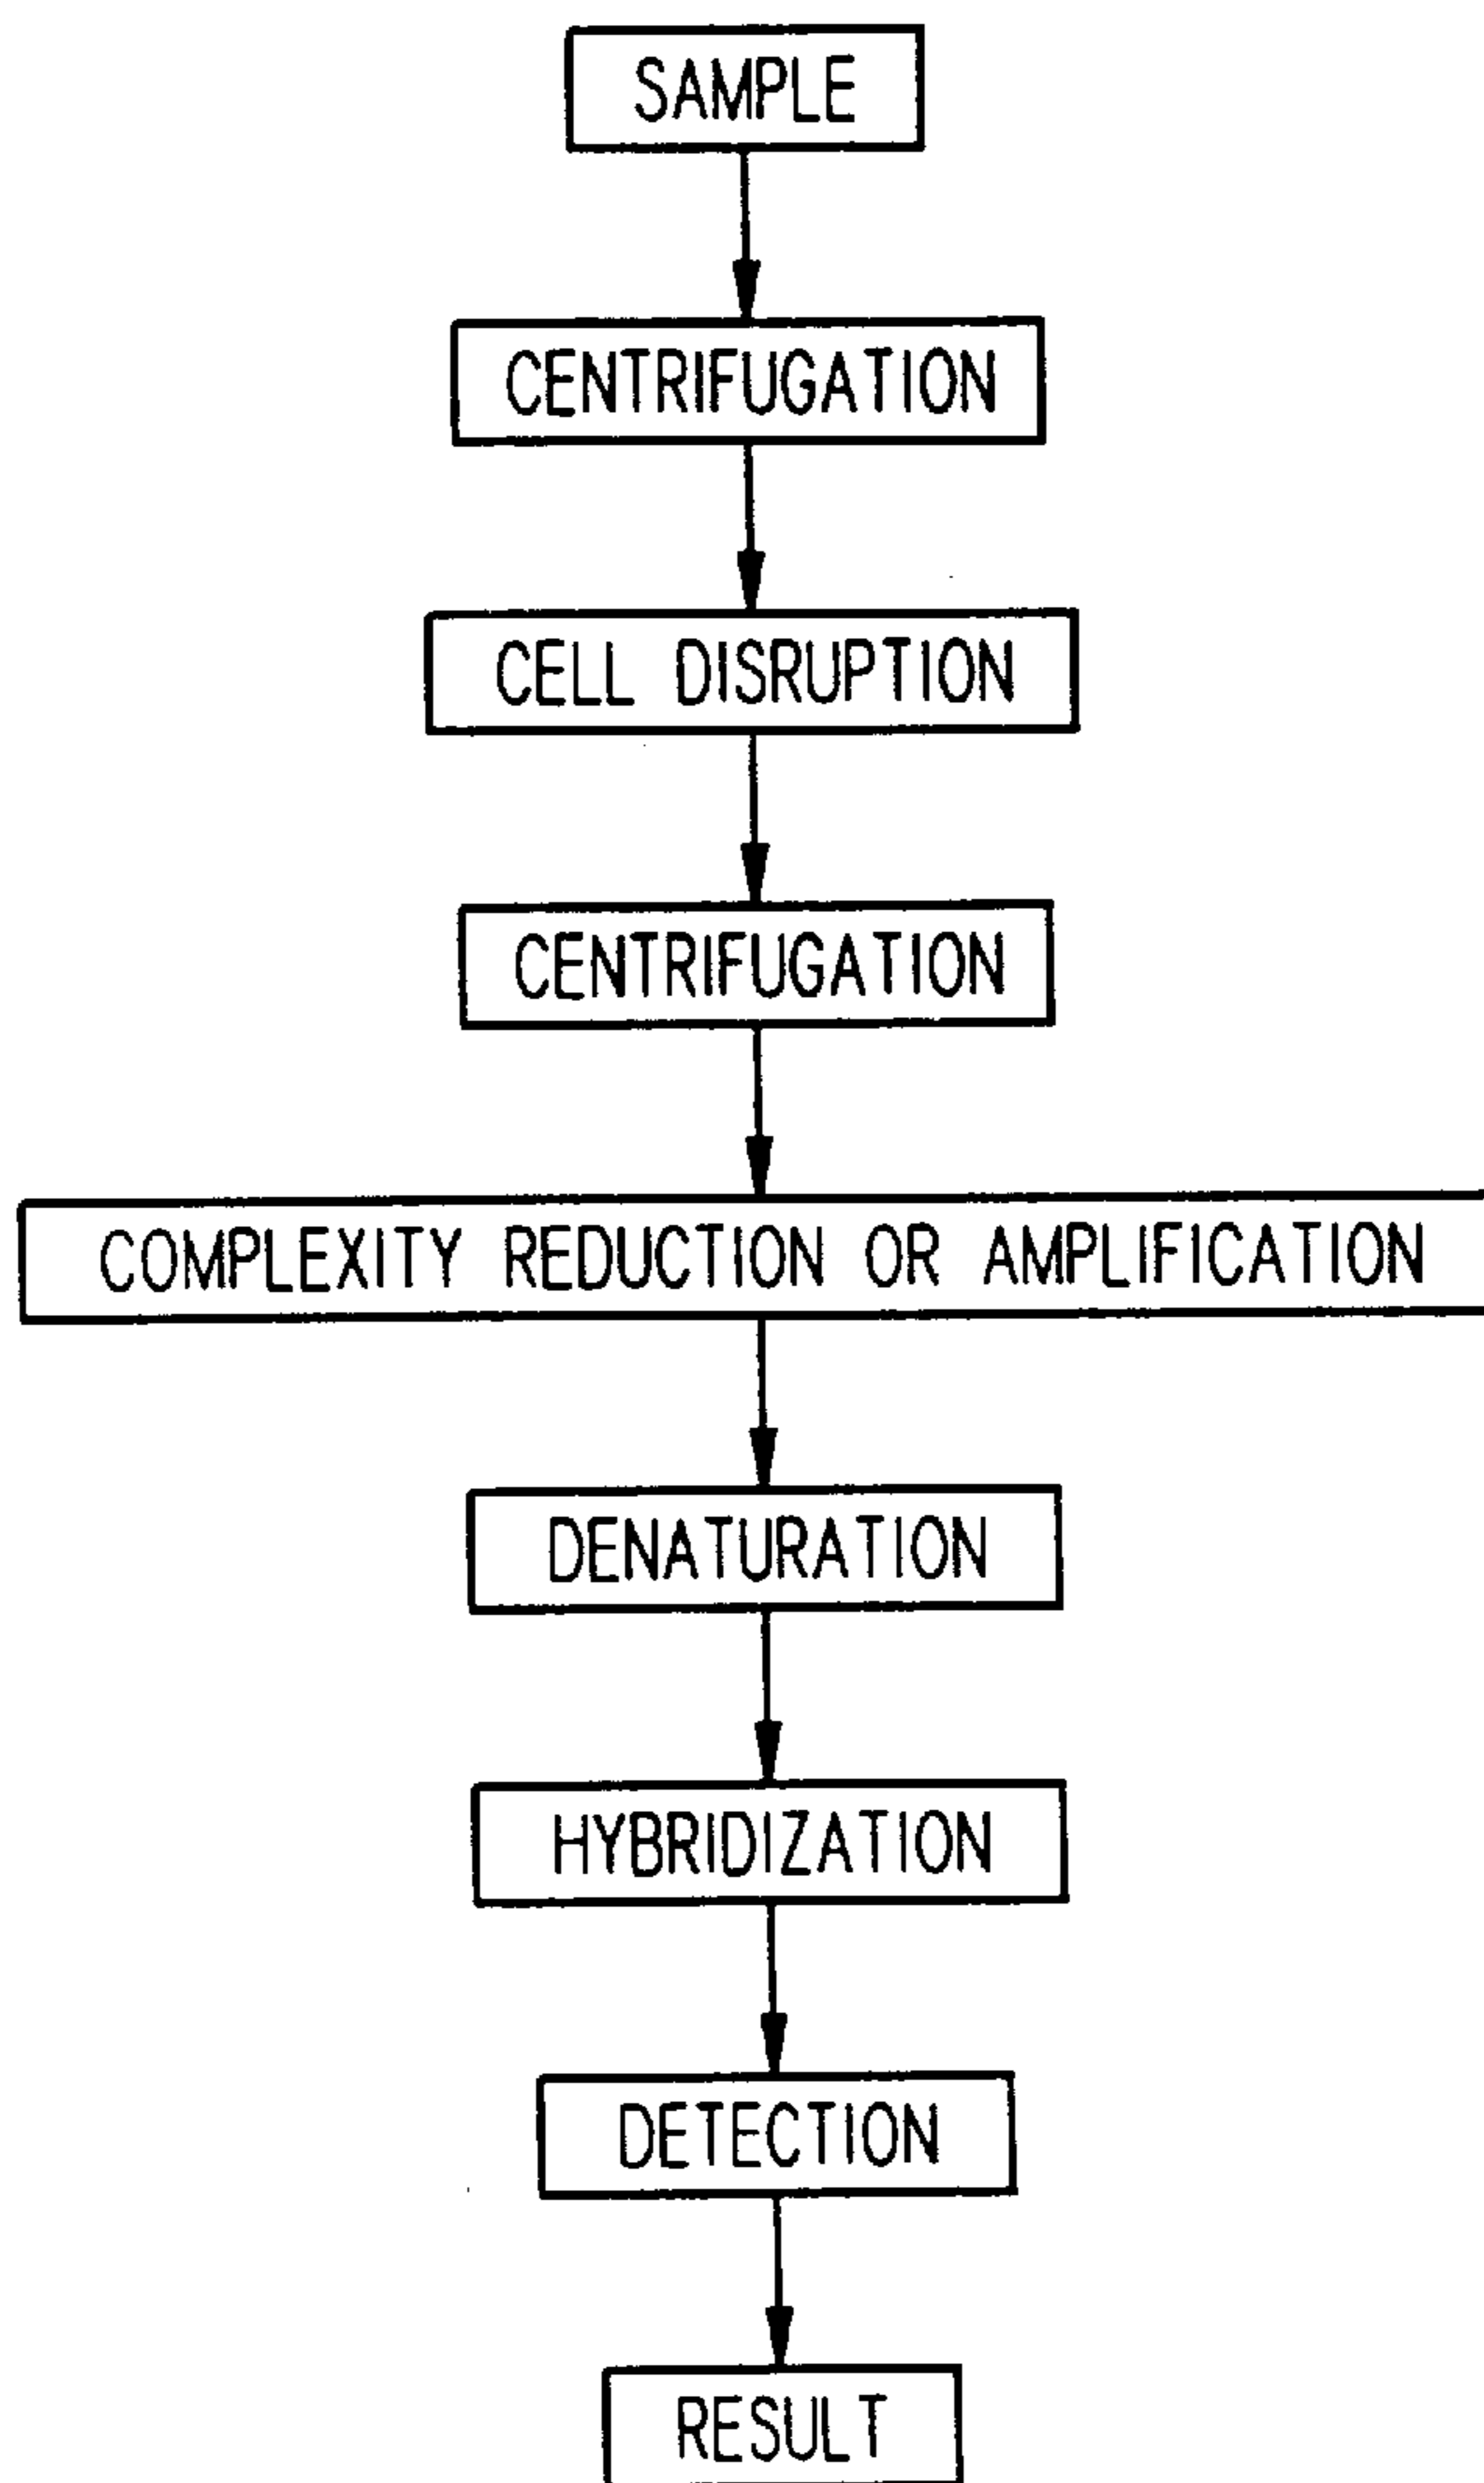 SAMPLE
CENTRIFUGATION
CELL DISRUPTION
CENTRIFUGATION
COMPLEXITY REDUCTION OR AMPLIFICATION
DENATURATION
HYBRIDIZATION
DETECTION
RESULT